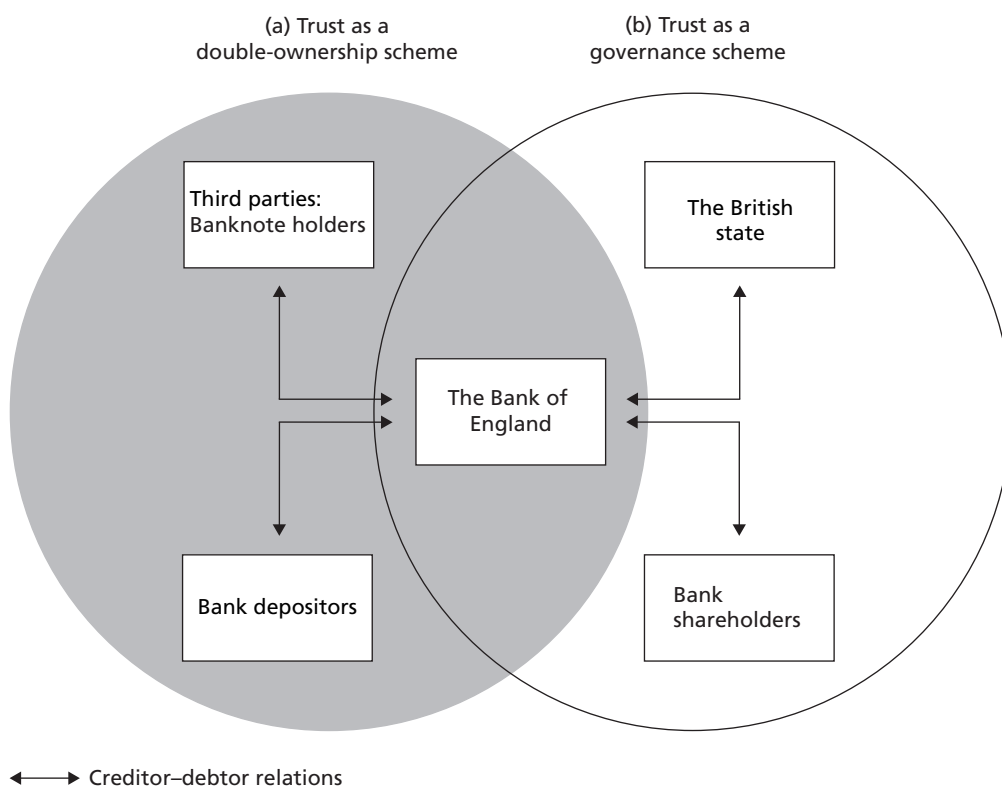 (a) Trust as a
double-ownership scheme
(b) Trust as a
governance scheme
Third parties:
Banknote holders
The British
state
The Bank of
England
Bank depositors
Bank
shareholders
Creditor–debtor relations